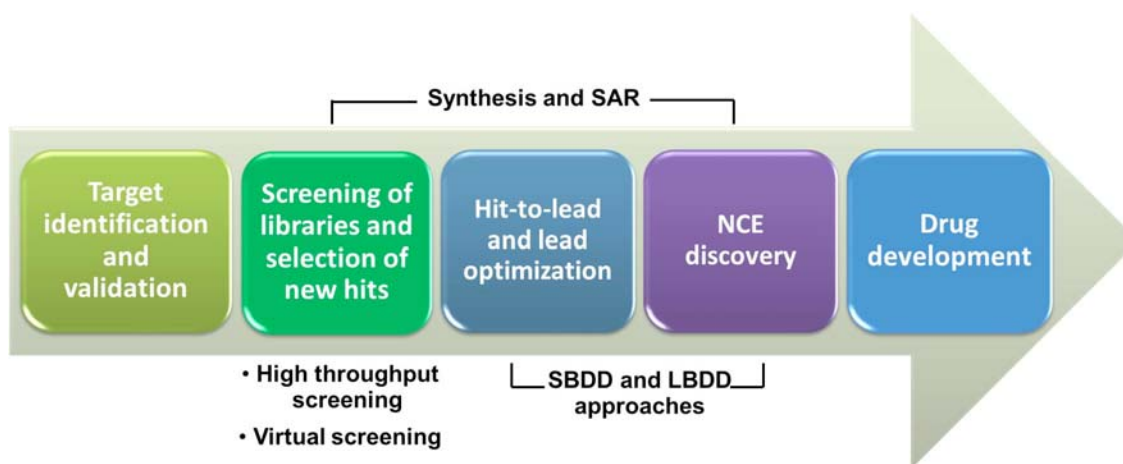 Synthesis and SAR
Target
identification
and
validation
Screening of
libraries and
selection of
new hits
Hit-to-lead
and lead
optimization
NCE
discovery
Drug
development
• High throughput
screening
• Virtual screening
SBDD and LBDD
approaches